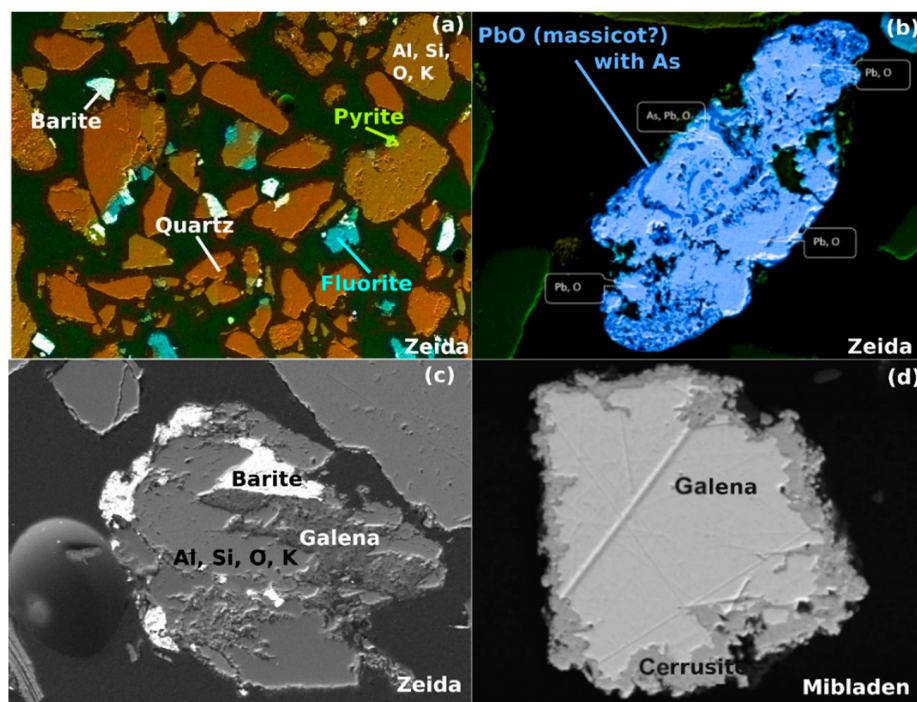 (a)
Al, Si,
O, K
Barite
Pyrite
Quartz
Fluorite
Zeida
(b)
PbO (massicot?)
with As
Pb, O
As, Pb, O
Pb, O
Pb, O
Zeida
(c)
Barite
Galena
Al, Si, O, K
Zeida
(d)
Galena
Cerrusite
Mibladen